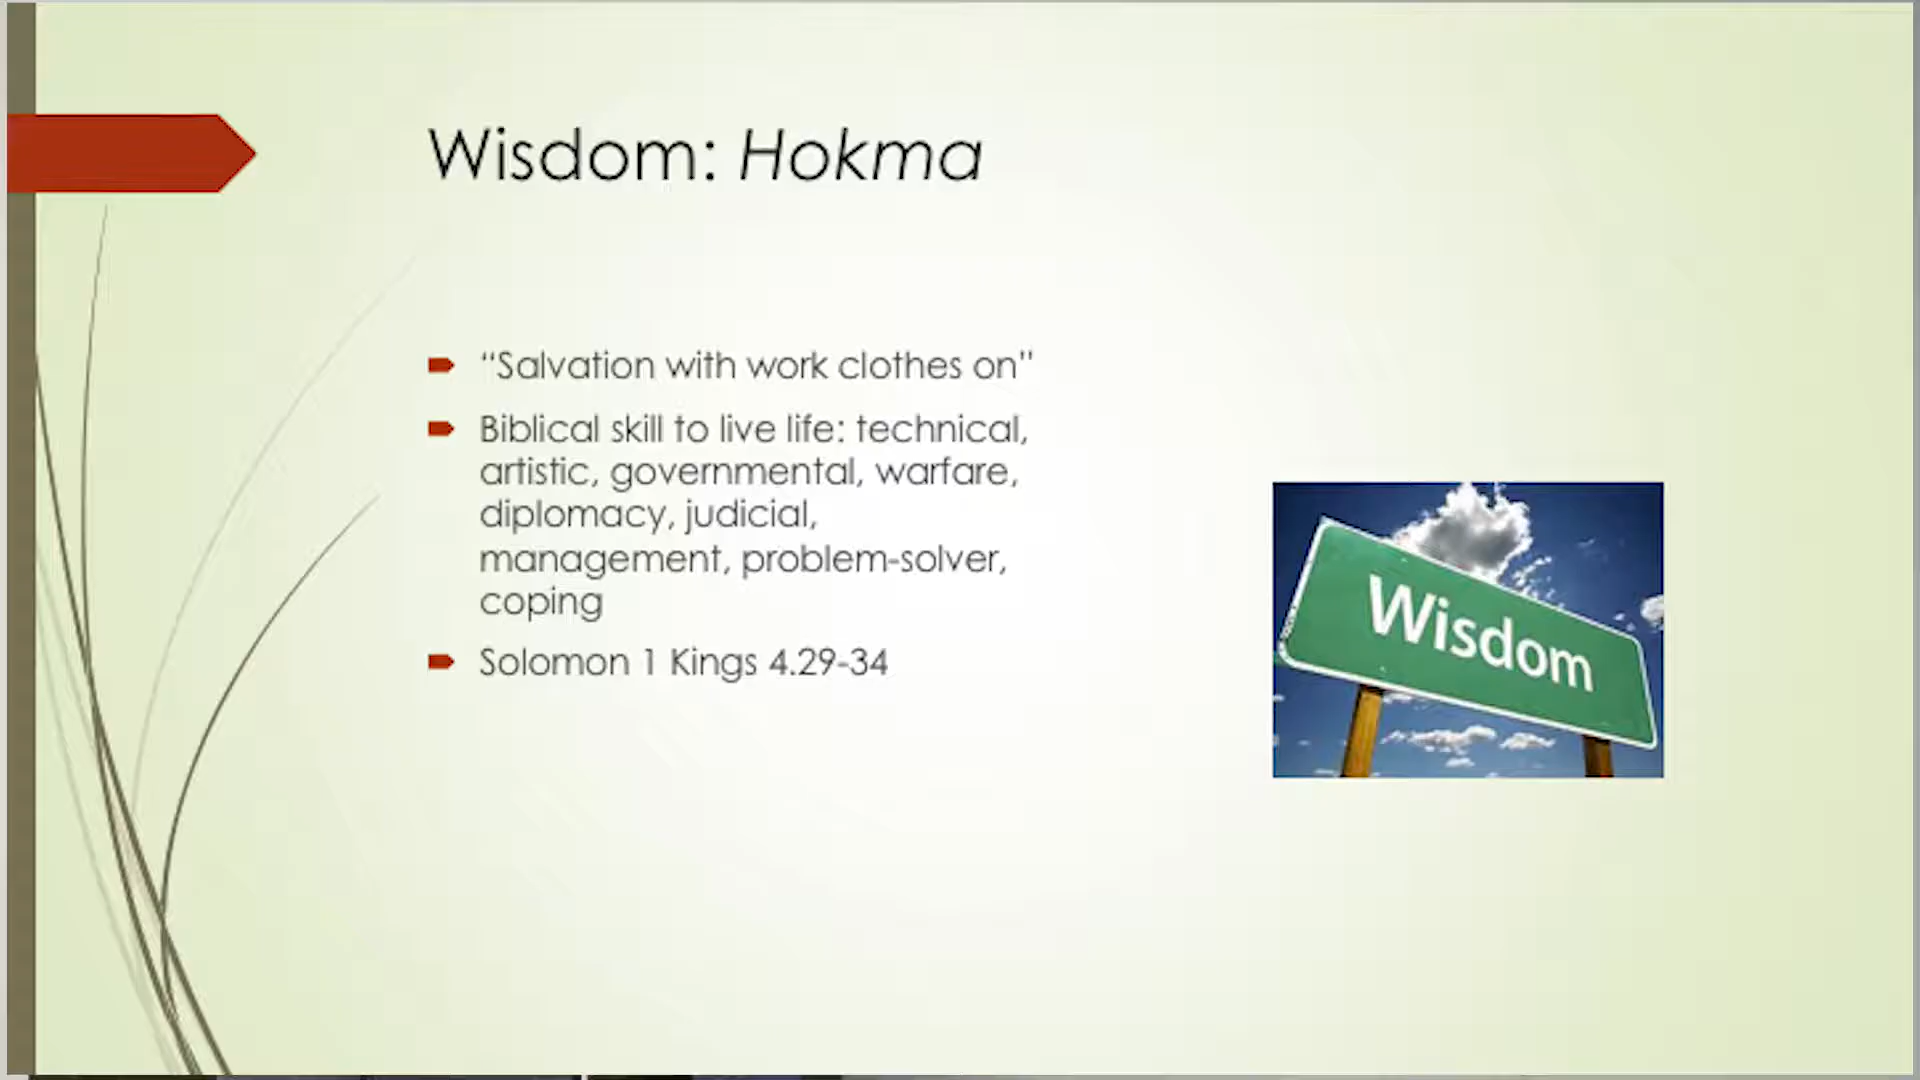 Wisdom: Hokma
“Salvation with work clothes on”
Biblical skill to live life: technical,
artistic, governmental, warfare,
diplomacy, judicial,
management, problem-solver,
coping
Solomon 1 Kings 4.29-34
Wisdom